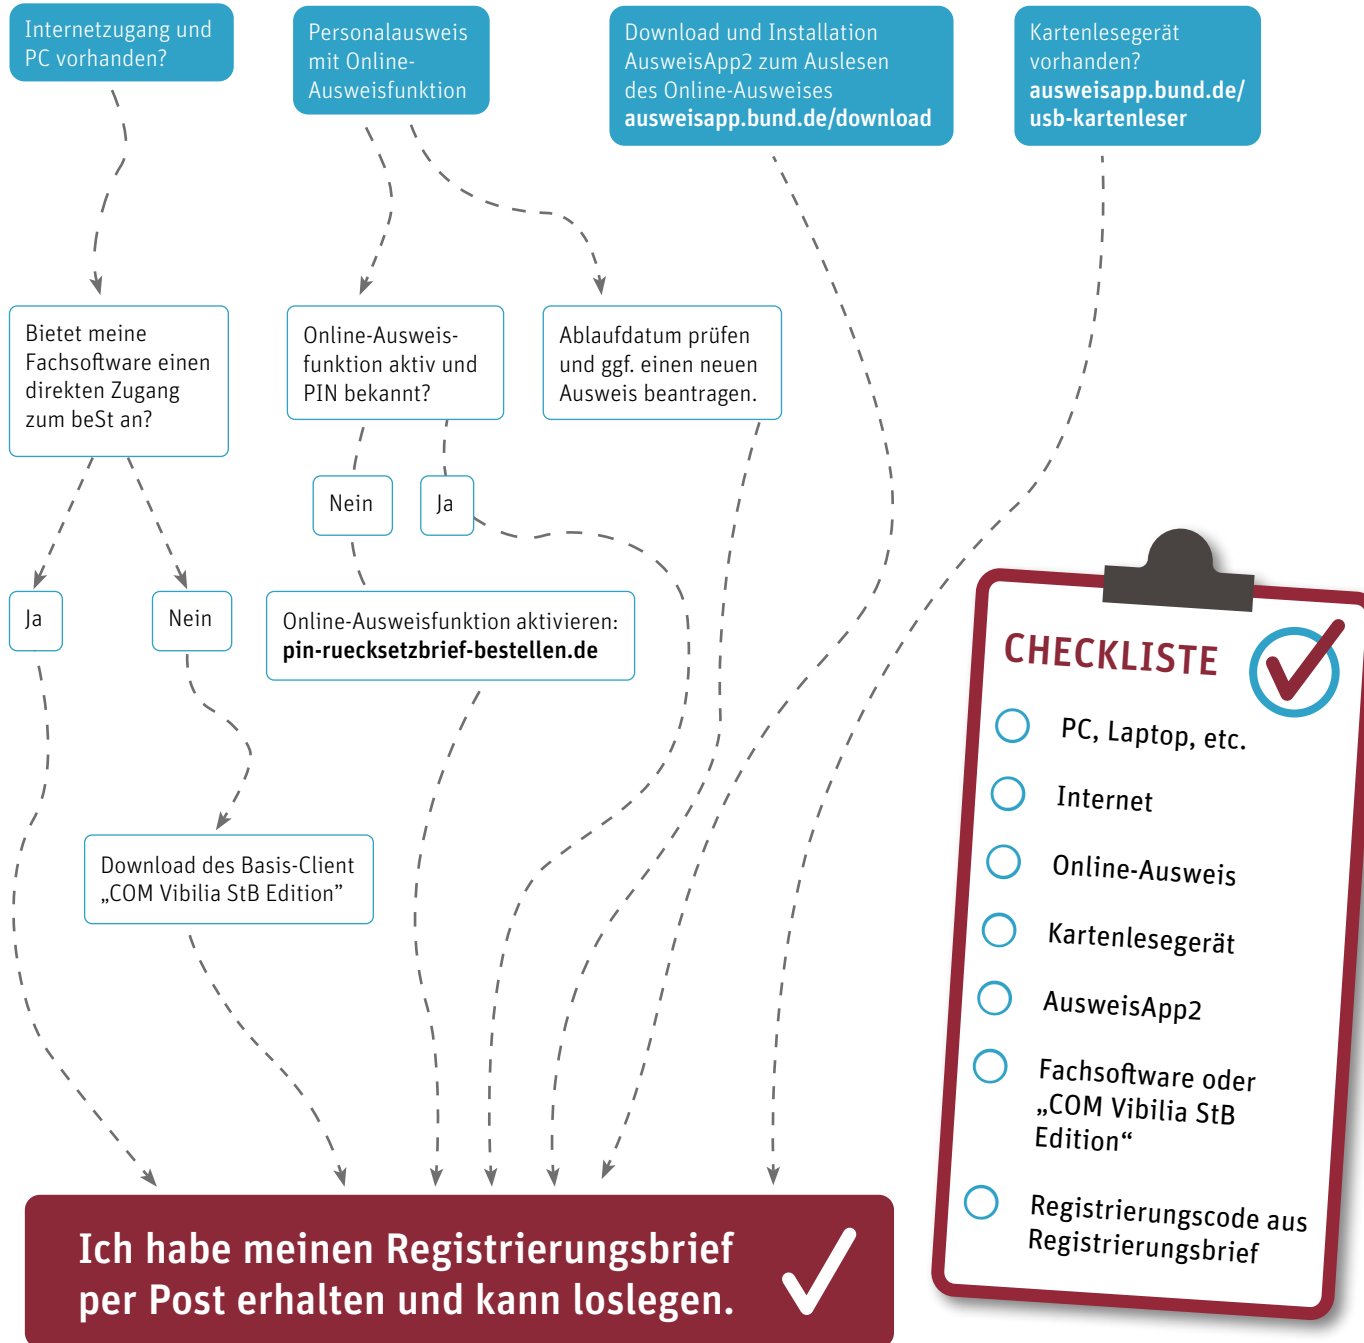 Internetzugang und
PC vorhanden?
Personalausweis
mit Online-
Ausweisfunktion
Download und Installation
AusweisApp2 zum Auslesen
des Online-Ausweises
ausweisapp.bund.de/download
Kartenlesegerät
vorhanden?
ausweisapp.bund.de/
usb-kartenleser
Bietet meine
Fachsoftware einen
direkten Zugang
zum beSt an?
Online-Ausweis-
funktion aktiv und
PIN bekannt?
Ablaufdatum prüfen
und ggf. einen neuen
Ausweis beantragen.
Nein
Ja
Ja
Nein
Online-Ausweisfunktion aktivieren:
pin-ruecksetzbrief-bestellen.de
Download des Basis-Client
„COM Vibilia StB Edition”
CHECKLISTE
PC, Laptop, etc.
Internet
Online-Ausweis
Kartenlesegerät
AusweisApp2
Fachsoftware oder
„COM Vibilia StB
Edition“
Registrierungscode aus
Registrierungsbrief
Ich habe meinen Registrierungsbrief
per Post erhalten und kann loslegen.